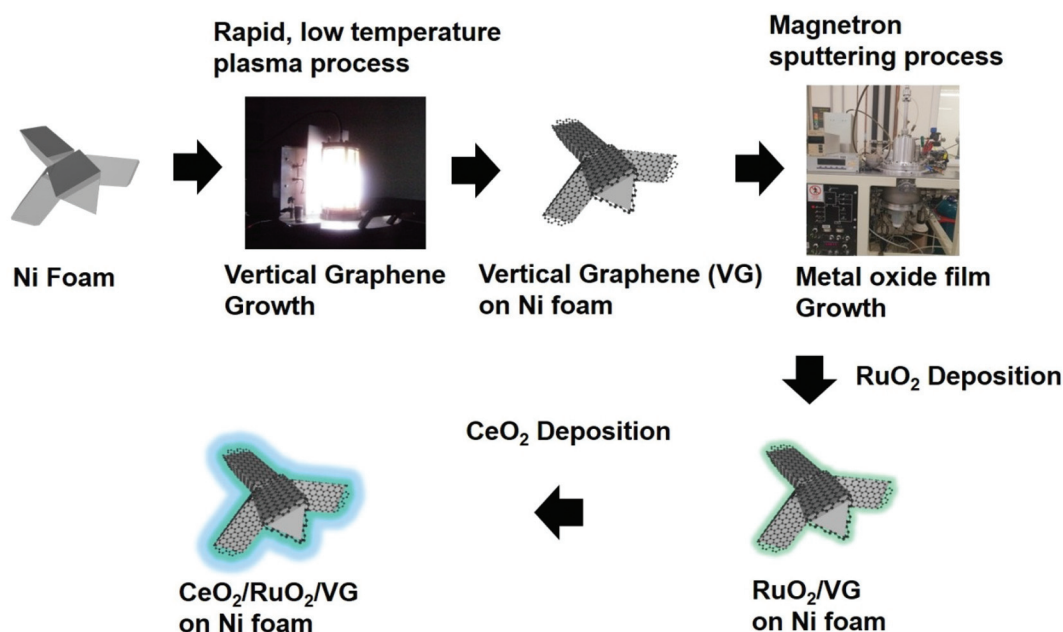 Rapid, low temperature
plasma process
Magnetron
sputtering process
Ni Foam
Vertical Graphene
Growth
Vertical Graphene (VG)
on Ni foam
Metal oxide film
Growth
RuO₂ Deposition
CeO₂ Deposition
CeO₂/RuO₂/VG
on Ni foam
RuO₂/VG
on Ni foam